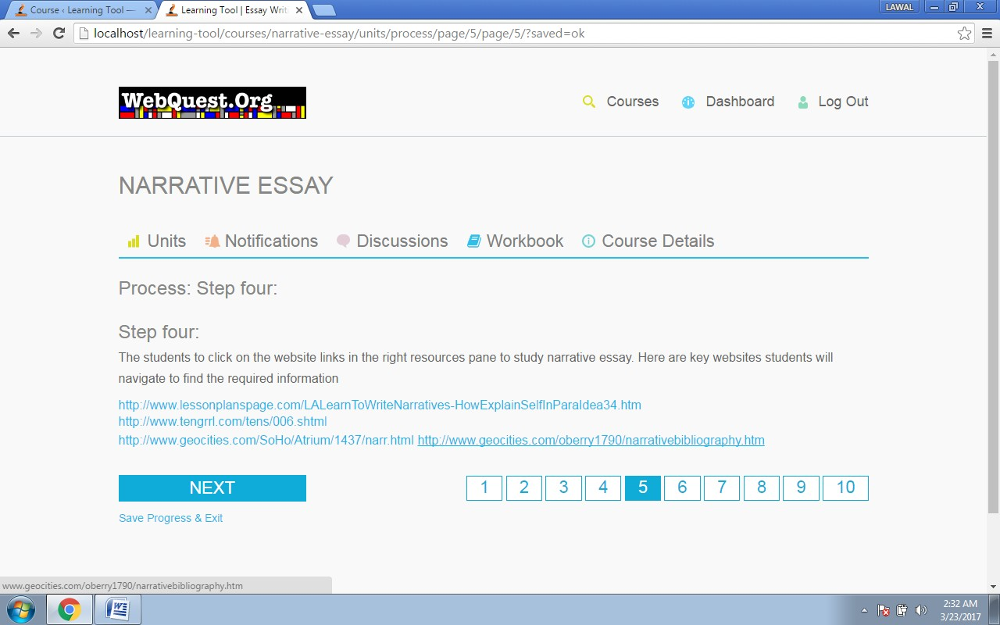 Course ‹ Learning Tool —
Learning Tool | Essay Writ
LAWAL
localhost/learning-tool/courses/narrative-essay/units/process/page/5/page/5/?saved=ok
WebQuest.Org
Courses
Dashboard
Log Out
NARRATIVE ESSAY
Units
Notifications
Discussions
Workbook
Course Details
Process: Step four:
Step four:
The students to click on the website links in the right resources pane to study narrative essay. Here are key websites students will
navigate to find the required information
http://www.lessonplanspage.com/LALearnToWriteNarratives-HowExplainSelfInParaIdea34.htm
http://www.tengrrl.com/tens/006.shtml
http://www.geocities.com/SoHo/Atrium/1437/narr.html http://www.geocities.com/oberry1790/narrativebibliography.htm
NEXT
1 2 3 4 5 6 7 8 9 10
Save Progress & Exit
www.geocities.com/oberry1790/narrativebibliography.htm
2:32 AM
3/23/2017